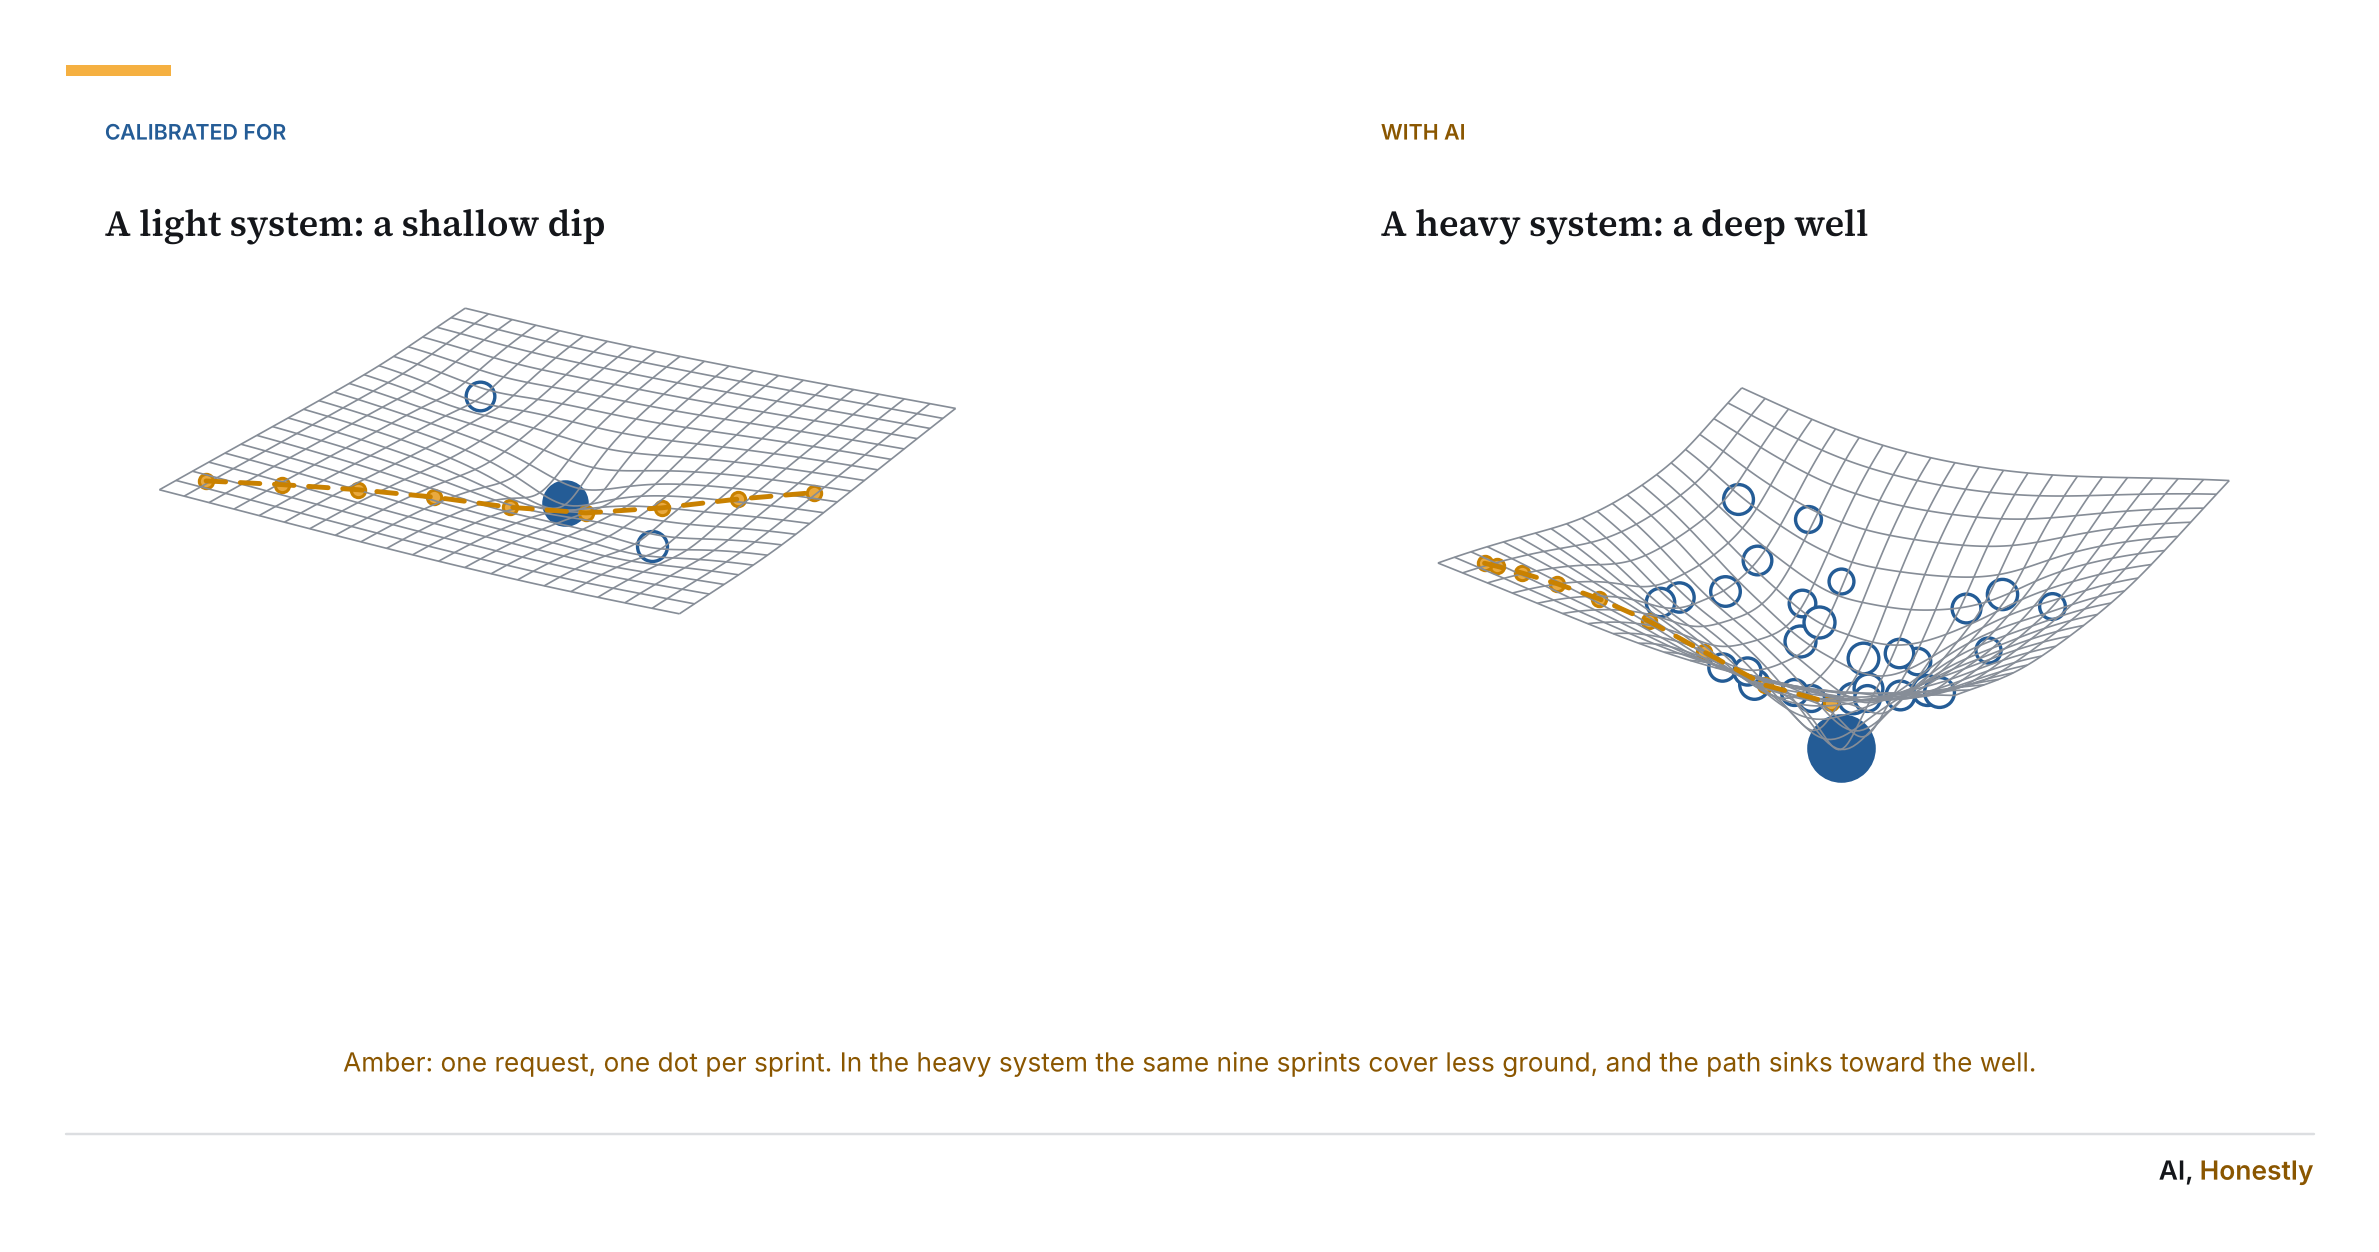 CALIBRATED FOR
A light system: a shallow dip
WITH AI
A heavy system: a deep well
Amber: one request, one dot per sprint. In the heavy system the same nine sprints cover less ground, and the path sinks toward the well.
AI, Honestly